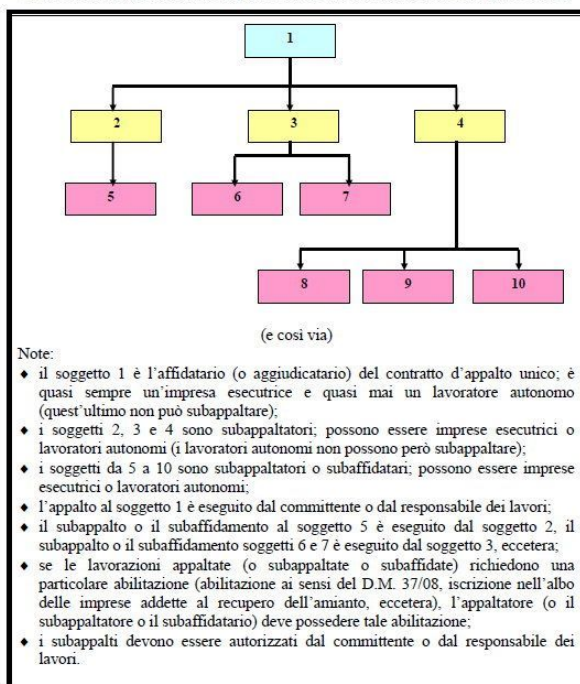 1
2
3
4
5
6
7
8
9
10
(e cosi via)
Note:
♦ il soggetto 1 è l'affidatario (o aggiudicatario) del contratto d'appalto unico; è
quasi sempre un'impresa esecutrice e quasi mai un lavoratore autonomo
(quest'ultimo non può subappaltare);
♦ i soggetti 2, 3 e 4 sono subappaltatori; possono essere imprese esecutrici o
lavoratori autonomi (i lavoratori autonomi non possono però subappaltare);
♦ i soggetti da 5 a 10 sono subappaltatori o subaffidatari; possono essere imprese
esecutrici o lavoratori autonomi;
♦ l'appalto al soggetto 1 è eseguito dal committente o dal responsabile dei lavori;
♦ il subappalto o il subaffidamento al soggetto 5 è eseguito dal soggetto 2, il
subappalto o il subaffidamento soggetti 6 e 7 è eseguito dal soggetto 3, eccetera;
♦ se le lavorazioni appaltate (o subappaltate o subaffidate) richiedono una
particolare abilitazione (abilitazione ai sensi del D.M. 37/08, iscrizione nell'albo
delle imprese addette al recupero dell'amianto, eccetera), l'appaltatore (o il
subappaltatore o il subaffidatario) deve possedere tale abilitazione;
♦ i subappalti devono essere autorizzati dal committente o dal responsabile dei
lavori.